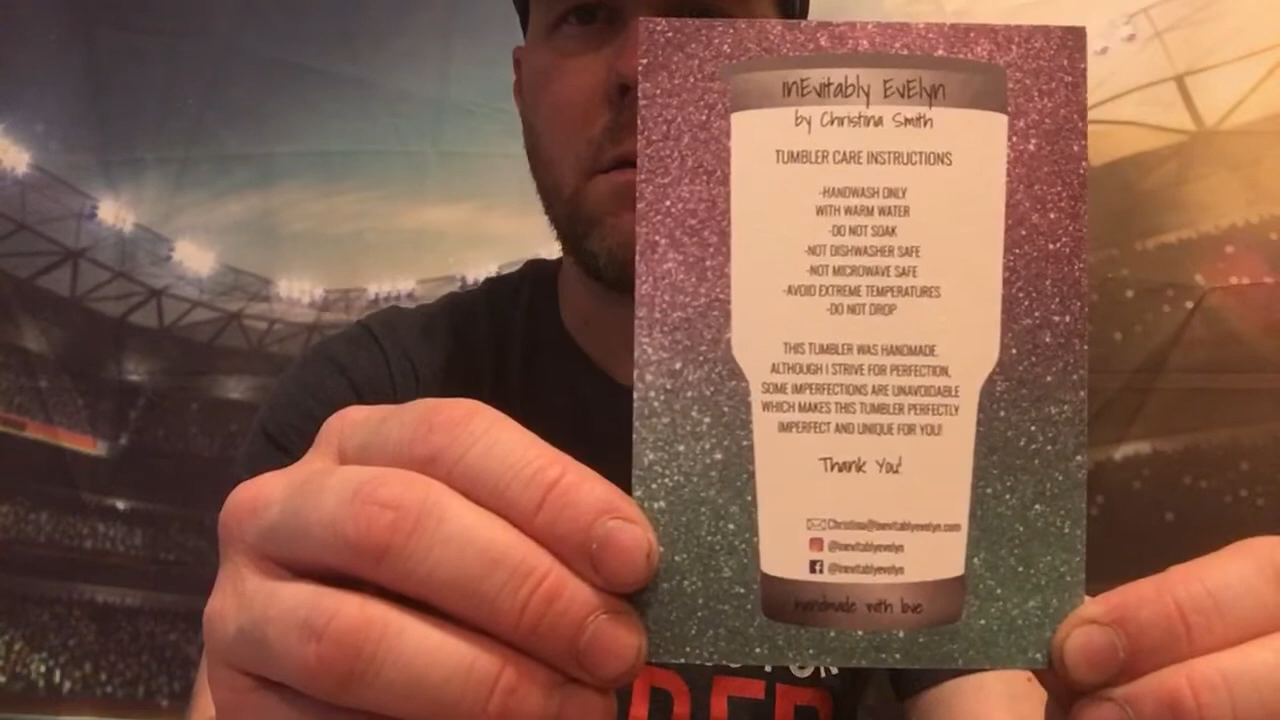 inEvitably EvElyn
by Christina Smith
TUMBLER CARE INSTRUCTIONS
-HANDWASH ONLY
WITH WARM WATER
-DO NOT SOAK
-NOT DISHWASHER SAFE
-NOT MICROWAVE SAFE
-AVOID EXTREME TEMPERATURES
-DO NOT DROP
THIS TUMBLER WAS HANDMADE.
ALTHOUGH I STRIVE FOR PERFECTION,
SOME IMPERFECTIONS ARE UNAVOIDABLE
WHICH MAKES THIS TUMBLER PERFECTLY
IMPERFECT AND UNIQUE FOR YOU!
Thank You!
Christina@inevitablyevelyn.com
@inevitablyevelyn
@inevitablyevelyn
handmade with love